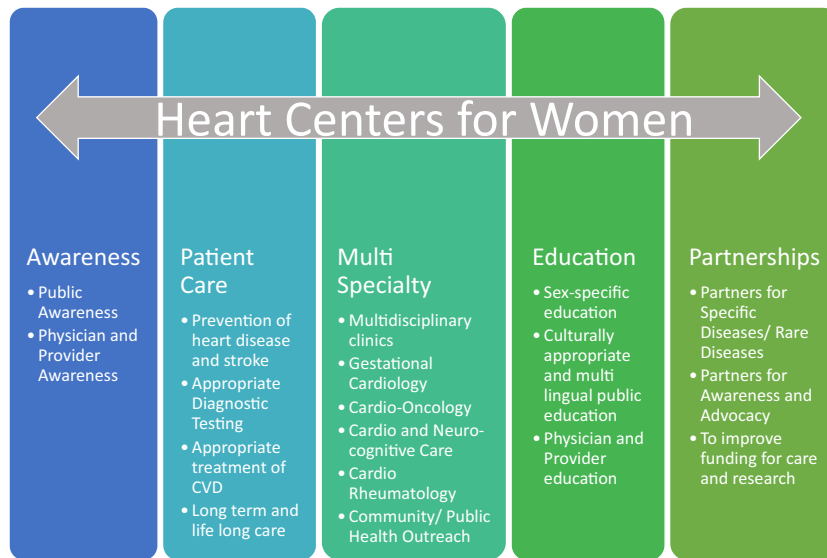 Heart Centers for Women
Awareness
• Public
Awareness
• Physician and
Provider
Awareness
Patient
Care
• Prevention of
heart disease
and stroke
• Appropriate
Diagnostic
Testing
• Appropriate
treatment of
CVD
• Long term and
life long care
Multi
Specialty
• Multidisciplinary
clinics
• Gestational
Cardiology
• Cardio-Oncology
• Cardio and Neuro-
cognitive Care
• Cardio
Rheumatology
• Community/ Public
Health Outreach
Education
• Sex-specific
education
• Culturally
appropriate
and multi
lingual public
education
• Physician and
Provider
education
Partnerships
• Partners for
Specific
Diseases/ Rare
Diseases
• Partners for
Awareness and
Advocacy
• To improve
funding for care
and research